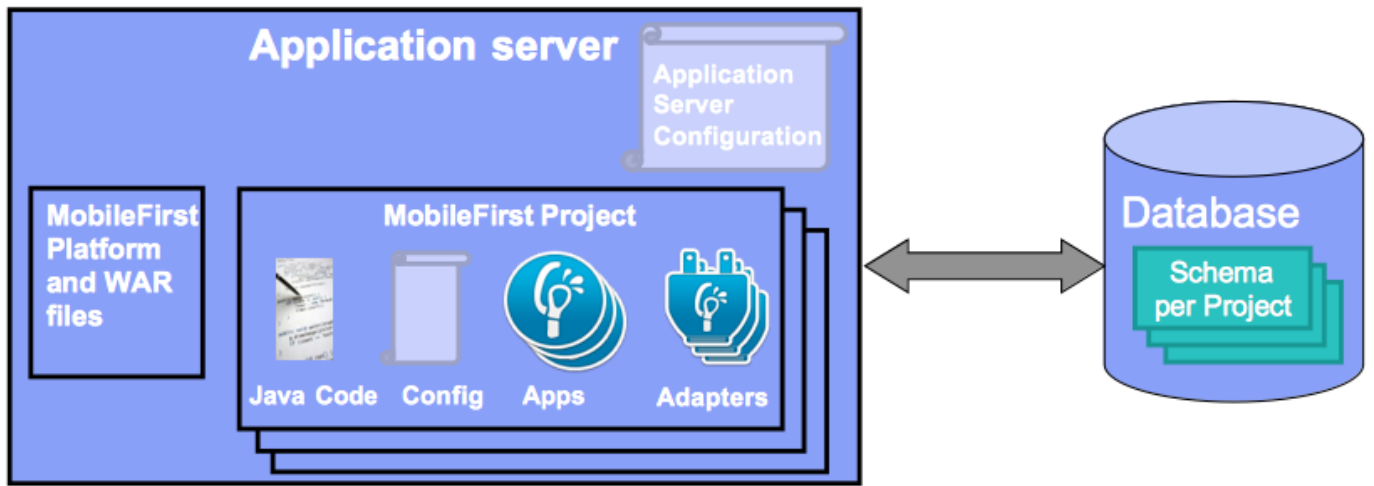 Application server
Application
Server
Configuration
MobileFirst
Platform
and WAR
files
MobileFirst Project
Java Code
Config
Apps
Adapters
Database
Schema
per Project